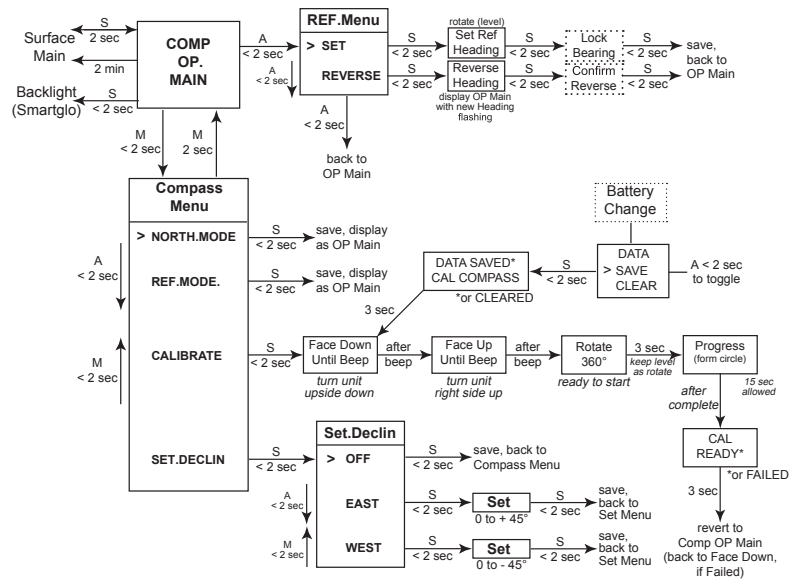 S
2 sec
Surface
Main
2 min
Backlight
(Smartglo)
S
< 2 sec
COMP
OP.
MAIN
A
< 2 sec
REF.Menu
> SET
REVERSE
A
< 2 sec
A
< 2 sec
back to
OP Main
S
< 2 sec
rotate (level)
Set Ref
Heading
S
< 2 sec
Lock
Bearing
S
< 2 sec
save,
back to
OP Main
S
< 2 sec
Reverse
Heading
display OP Main
with new Heading
flashing
S
< 2 sec
Confirm
Reverse
S
< 2 sec
M
< 2 sec
M
2 sec
Compass
Menu
> NORTH.MODE
S
< 2 sec
save, display
as OP Main
REF.MODE.
S
< 2 sec
save, display
as OP Main
A
< 2 sec
M
< 2 sec
Battery
Change
DATA
> SAVE
CLEAR
A < 2 sec
to toggle
S
< 2 sec
DATA SAVED*
CAL COMPASS
*or CLEARED
3 sec
CALIBRATE
S
< 2 sec
Face Down
Until Beep
turn unit
upside down
after
beep
Face Up
Until Beep
turn unit
right side up
after
beep
Rotate
360°
ready to start
3 sec
keep level
as rotate
Progress
(form circle)
15 sec
allowed
after
complete
CAL
READY*
*or FAILED
3 sec
revert to
Comp OP Main
(back to Face Down,
if Failed)
SET.DECLIN
S
< 2 sec
Set.Declin
> OFF
S
< 2 sec
save, back to
Compass Menu
A
< 2 sec
EAST
S
< 2 sec
Set
0 to + 45°
S
< 2 sec
save,
back to
Set Menu
M
< 2 sec
WEST
S
< 2 sec
Set
0 to - 45°
S
< 2 sec
save,
back to
Set Menu